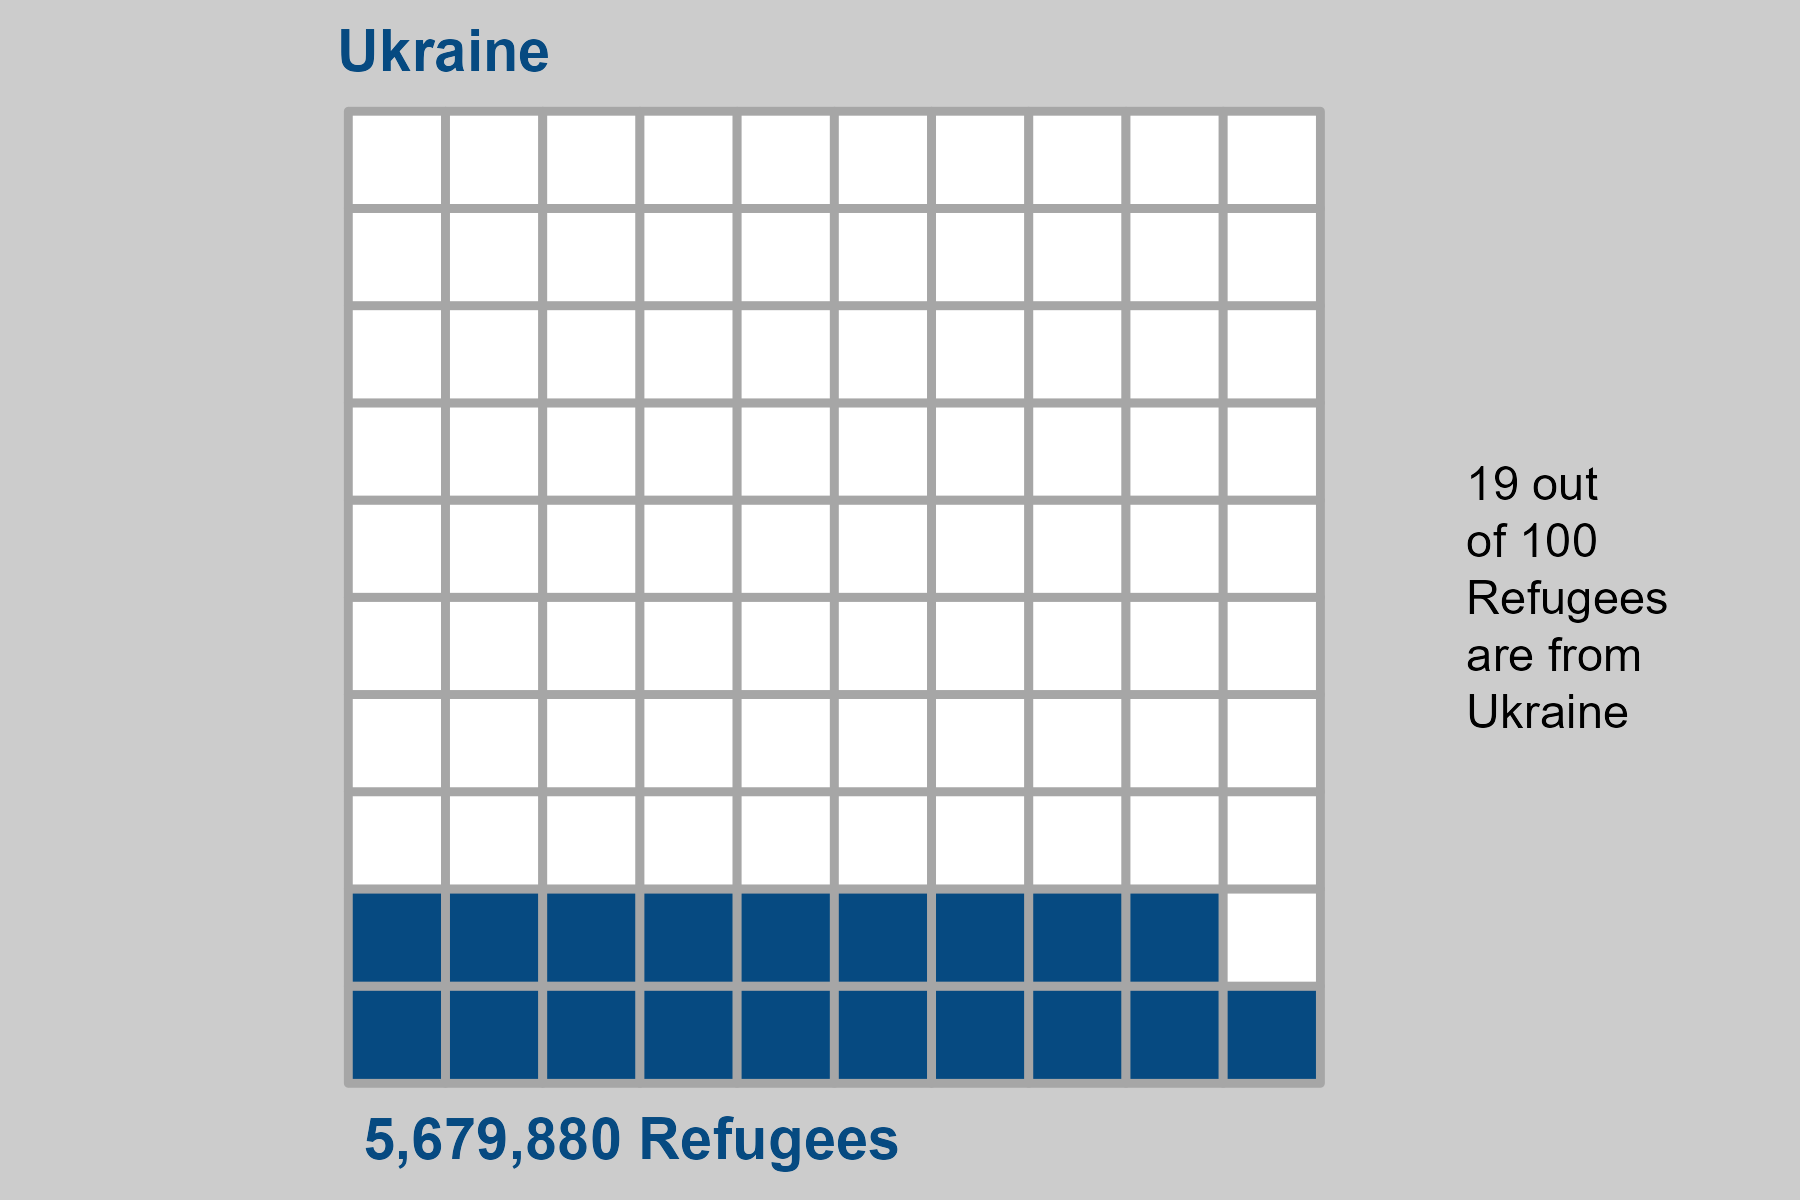 Ukraine
19 out
of 100
Refugees
are from
Ukraine
5,679,880 Refugees